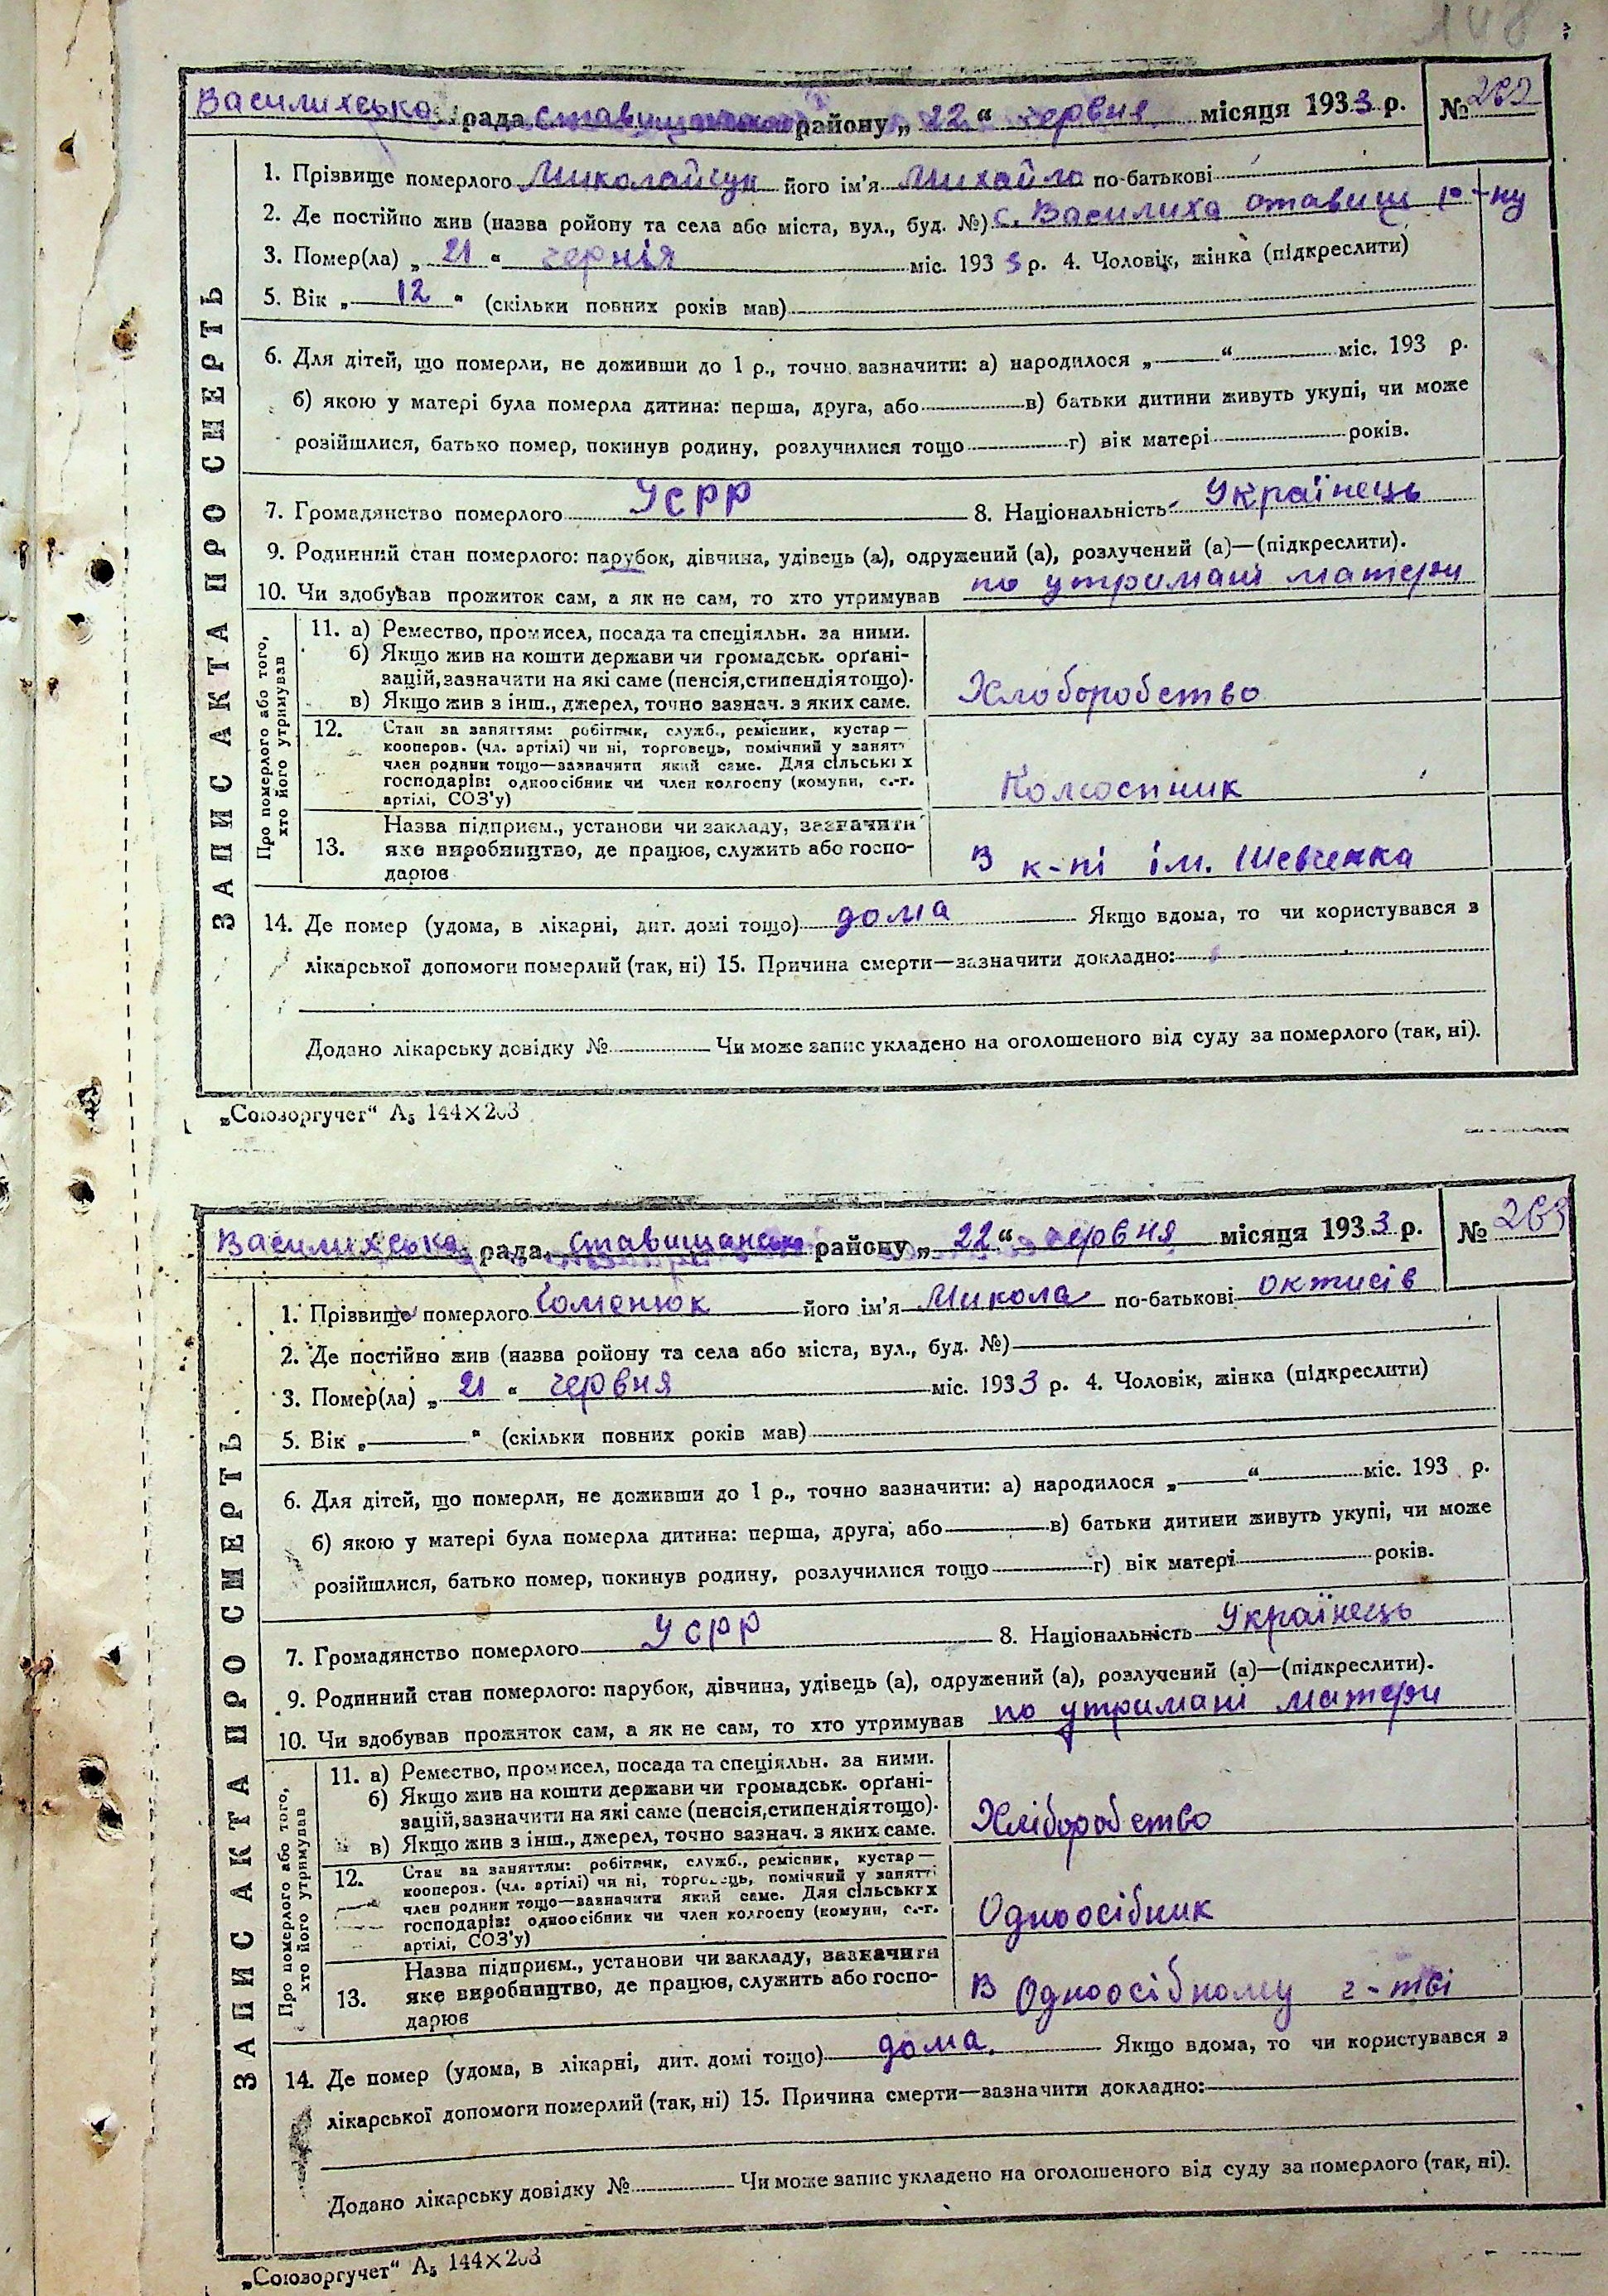 148
Василихська рада Ставищанськ району „ 22 “ червня місяця 1933 р. №
ЗАПИС АКТА ПРО СМЕРТЬ
1. Прізвище померлого Миколайчук його ім'я Михайло по-батькові
2. Де постійно жив (назва ройону та села або міста, вул., буд. №) с. Василиха ставищ р-ну
3. Помер(ла) „ 21 “ чернія міс. 1933 р. 4. Чоловік, жінка (підкреслити)
5. Вік „ 12 “ (скільки повних років мав)
6. Для дітей, що померли, не доживши до 1 р., точно зазначити: а) народилося „ “ міс. 193 р.
б) якою у матері була померла дитина: перша, друга, або в) батьки дитини живуть укупі, чи може
розійшлися, батько помер, покинув родину, розлучилися тощо г) вік матері років.
7. Громадянство померлого УСРР 8. Національність Українець
9. Родинний стан померлого: парубок, дівчина, удівець (а), одружений (а), розлучений (а)—(підкреслити).
10. Чи здобував прожиток сам, а як не сам, то хто утримував по утримані матери
Про померлого або того, хто його утримував
11. а) Ремество, промисел, посада та спеціяльн. за ними.
б) Якщо жив на кошти держави чи громадськ. орґані-
зацій, зазначити на які саме (пенсія, стипендія тощо).
в) Якщо жив з інш., джерел, точно зазнач. з яких саме. Хлоборобство
12. Стан за заняттям: робітник, служб., ремісник, кустар—
кооперов. (чл. артілі) чи ні, торговець, помічний у занятт
член родини тощо—зазначити який саме. Для сільських
господарів: одноосібник чи член колгоспу (комуни, с.-г.
артілі, СОЗ'у) Колхоспник
13. Назва підприєм., установи чи закладу, зазначити
яке виробництво, де працює, служить або госпо-
дарює В к-пі ім. Шевченка
14. Де помер (удома, в лікарні, дит. домі тощо) дома Якщо вдома, то чи користувався з
лікарської допомоги померлий (так, ні) 15. Причина смерти—зазначити докладно:
Додано лікарську довідку № Чи може запис укладено на оголошеного від суду за померлого (так, ні).
„Союзоргучет“ А5 144×203
Василихська рада Ставищанськ району „ 22 “ червня місяця 1933 р. № 263
ЗАПИС АКТА ПРО СМЕРТЬ
1. Прізвище померлого його ім'я Микола по-батькові октисів
2. Де постійно жив (назва ройону та села або міста, вул., буд. №)
3. Помер(ла) „ 21 “ червня міс. 1933 р. 4. Чоловік, жінка (підкреслити)
5. Вік „ “ (скільки повних років мав)
6. Для дітей, що померли, не доживши до 1 р., точно зазначити: а) народилося „ “ міс. 193 р.
б) якою у матері була померла дитина: перша, друга, або в) батьки дитини живуть укупі, чи може
розійшлися, батько помер, покинув родину, розлучилися тощо г) вік матері років.
7. Громадянство померлого УСРР 8. Національність Українець
9. Родинний стан померлого: парубок, дівчина, удівець (а), одружений (а), розлучений (а)—(підкреслити).
10. Чи здобував прожиток сам, а як не сам, то хто утримував по утримані матери
Про померлого або того, хто його утримував
11. а) Ремество, промисел, посада та спеціяльн. за ними.
б) Якщо жив на кошти держави чи громадськ. орґані-
зацій, зазначити на які саме (пенсія, стипендія тощо).
в) Якщо жив з інш., джерел, точно зазнач. з яких саме. Хліборобство
12. Стан за заняттям: робітник, служб., ремісник, кустар—
кооперов. (чл. артілі) чи ні, торговець, помічний у занятті
член родини тощо—зазначити який саме. Для сільських
господарів: одноосібник чи член колгоспу (комуни, с.-г.
артілі, СОЗ'у) Одноосібник
13. Назва підприєм., установи чи закладу, зазначити
яке виробництво, де працює, служить або госпо-
дарює В Одноосібному г-тві
14. Де помер (удома, в лікарні, дит. домі тощо) дома. Якщо вдома, то чи користувався з
лікарської допомоги померлий (так, ні) 15. Причина смерти—зазначити докладно:
Додано лікарську довідку № Чи може запис укладено на оголошеного від суду за померлого (так, ні).
„Союзоргучет“ А5 144×203